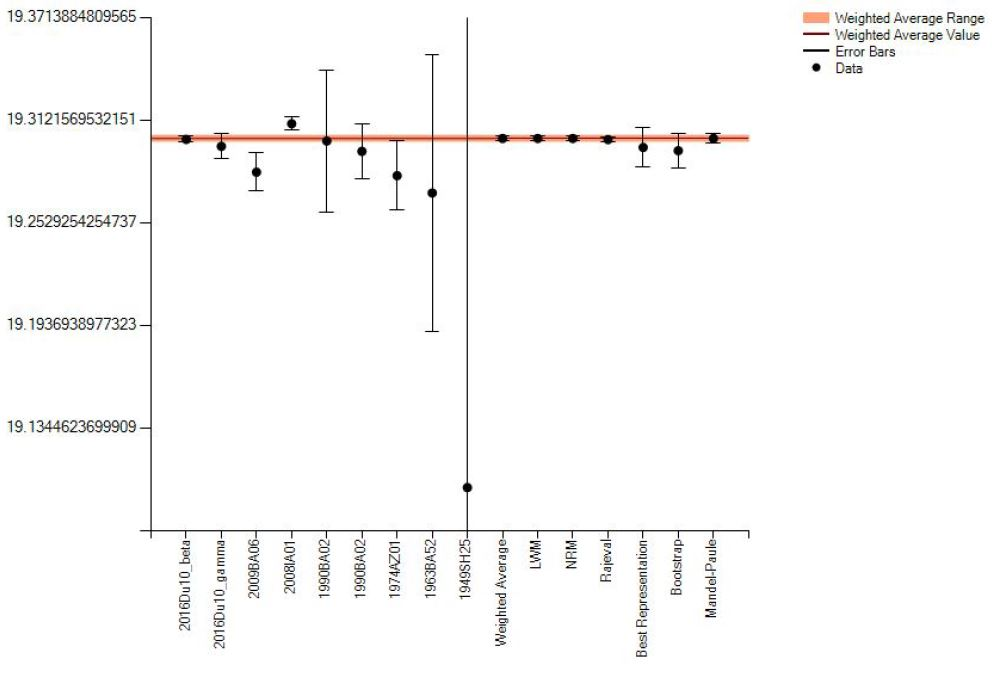 19.3713884809565
19.3121569532151
19.2529254254737
19.1936938977323
19.1344623699909
Weighted Average Range
Weighted Average Value
Error Bars
Data
2016Du10_beta
2016Du10_gamma
2009BA06
2008IA01
1990BA02
1990BA02
1974AZ01
1963BA52
1949SH25
Weighted Average
LWM
NRM
Rajeval
Best Representation
Bootstrap
Mandel-Paule